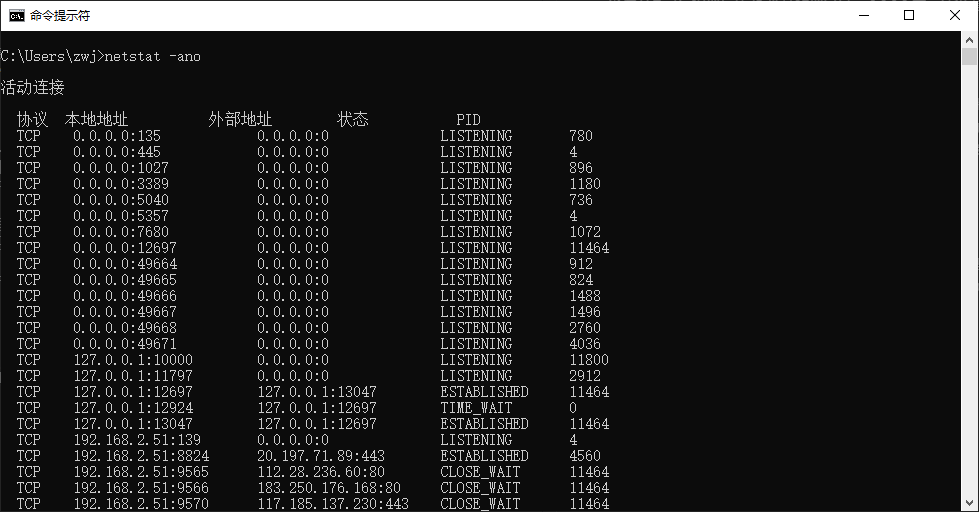 命令提示符
C:\Users\zwj>netstat -ano
活动连接
协议 本地地址 外部地址 状态 PID
TCP 0.0.0.0:135 0.0.0.0:0 LISTENING 780
TCP 0.0.0.0:445 0.0.0.0:0 LISTENING 4
TCP 0.0.0.0:1027 0.0.0.0:0 LISTENING 896
TCP 0.0.0.0:3389 0.0.0.0:0 LISTENING 1180
TCP 0.0.0.0:5040 0.0.0.0:0 LISTENING 736
TCP 0.0.0.0:5357 0.0.0.0:0 LISTENING 4
TCP 0.0.0.0:7680 0.0.0.0:0 LISTENING 1072
TCP 0.0.0.0:12697 0.0.0.0:0 LISTENING 11464
TCP 0.0.0.0:49664 0.0.0.0:0 LISTENING 912
TCP 0.0.0.0:49665 0.0.0.0:0 LISTENING 824
TCP 0.0.0.0:49666 0.0.0.0:0 LISTENING 1488
TCP 0.0.0.0:49667 0.0.0.0:0 LISTENING 1496
TCP 0.0.0.0:49668 0.0.0.0:0 LISTENING 2760
TCP 0.0.0.0:49671 0.0.0.0:0 LISTENING 4036
TCP 127.0.0.1:10000 0.0.0.0:0 LISTENING 11800
TCP 127.0.0.1:11797 0.0.0.0:0 LISTENING 2912
TCP 127.0.0.1:12697 127.0.0.1:13047 ESTABLISHED 11464
TCP 127.0.0.1:12924 127.0.0.1:12697 TIME_WAIT 0
TCP 127.0.0.1:13047 127.0.0.1:12697 ESTABLISHED 11464
TCP 192.168.2.51:139 0.0.0.0:0 LISTENING 4
TCP 192.168.2.51:8824 20.197.71.89:443 ESTABLISHED 4560
TCP 192.168.2.51:9565 112.28.236.60:80 CLOSE_WAIT 11464
TCP 192.168.2.51:9566 183.250.176.168:80 CLOSE_WAIT 11464
TCP 192.168.2.51:9570 117.185.137.230:443 CLOSE_WAIT 11464